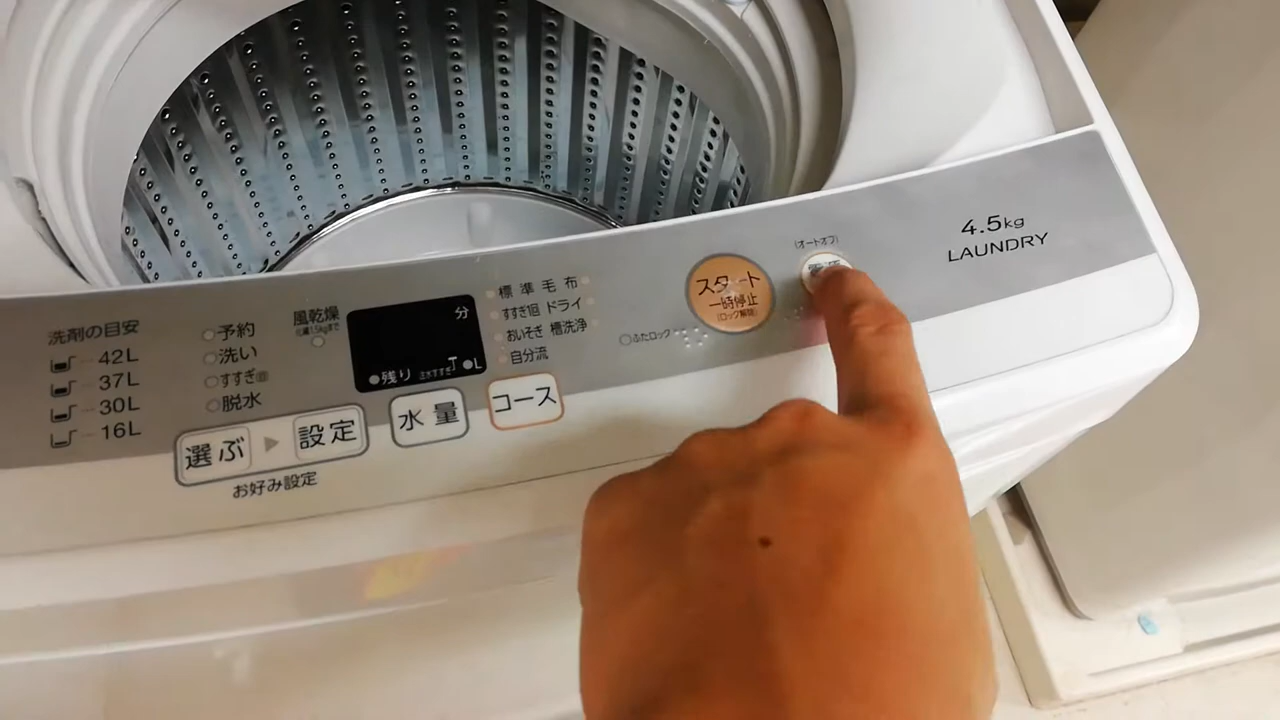 洗剤の目安
42L
37L
30L
16L
予約
洗い
すすぎ
脱水
選ぶ
設定
お好み設定
風乾燥
分
残り
L
水量
標準 毛布
すすぎ1回 ドライ
おいそぎ 槽洗浄
自分流
コース
ふたロック
スタート
一時停止
(ロック解除)
(オートオフ)
4.5kg
LAUNDRY